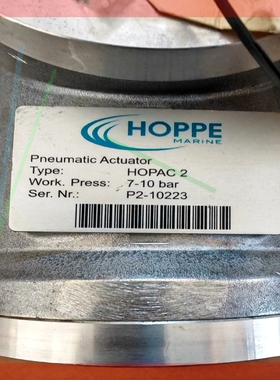 HOPPE
MARINE
Pneumatic Actuator
Type: HOPAC 2
Work. Press: 7-10 bar
Ser. Nr.: P2-10223